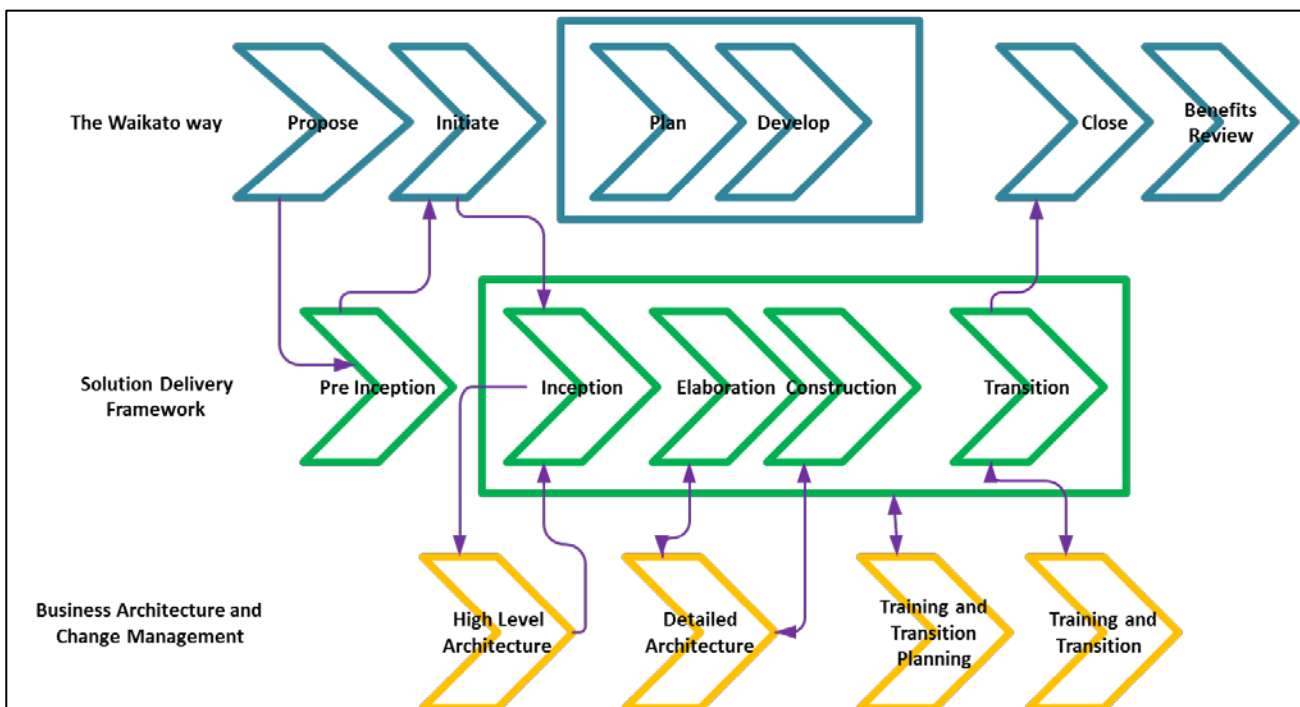 The Waikato way
Propose
Initiate
Plan
Develop
Close
Benefits
Review
Solution Delivery
Framework
Pre Inception
Inception
Elaboration
Construction
Transition
Business Architecture and
Change Management
High Level
Architecture
Detailed
Architecture
Training and
Transition
Planning
Training and
Transition